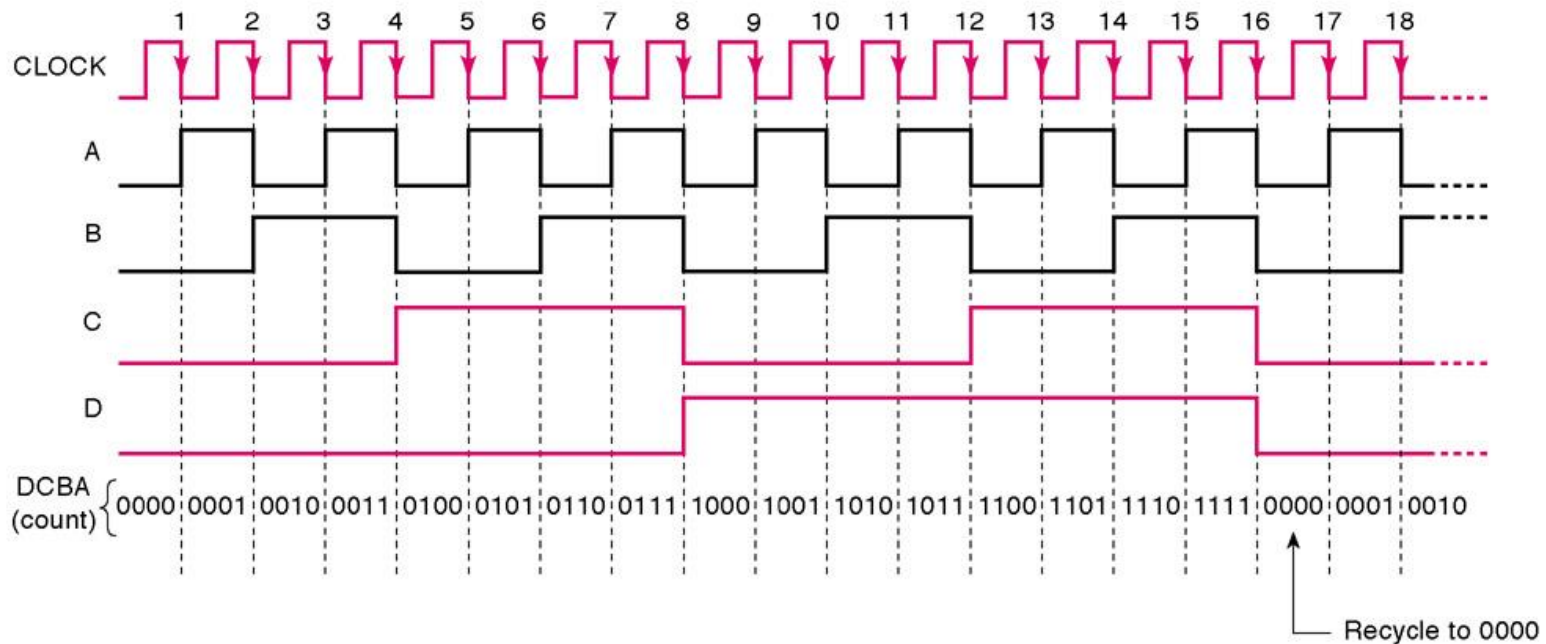 1 2 3 4 5 6 7 8 9 10 11 12 13 14 15 16 17 18
CLOCK
A
B
C
D
DCBA
(count)
0000 0001 0010 0011 0100 0101 0110 0111 1000 1001 1010 1011 1100 1101 1110 1111 0000 0001 0010
Recycle to 0000